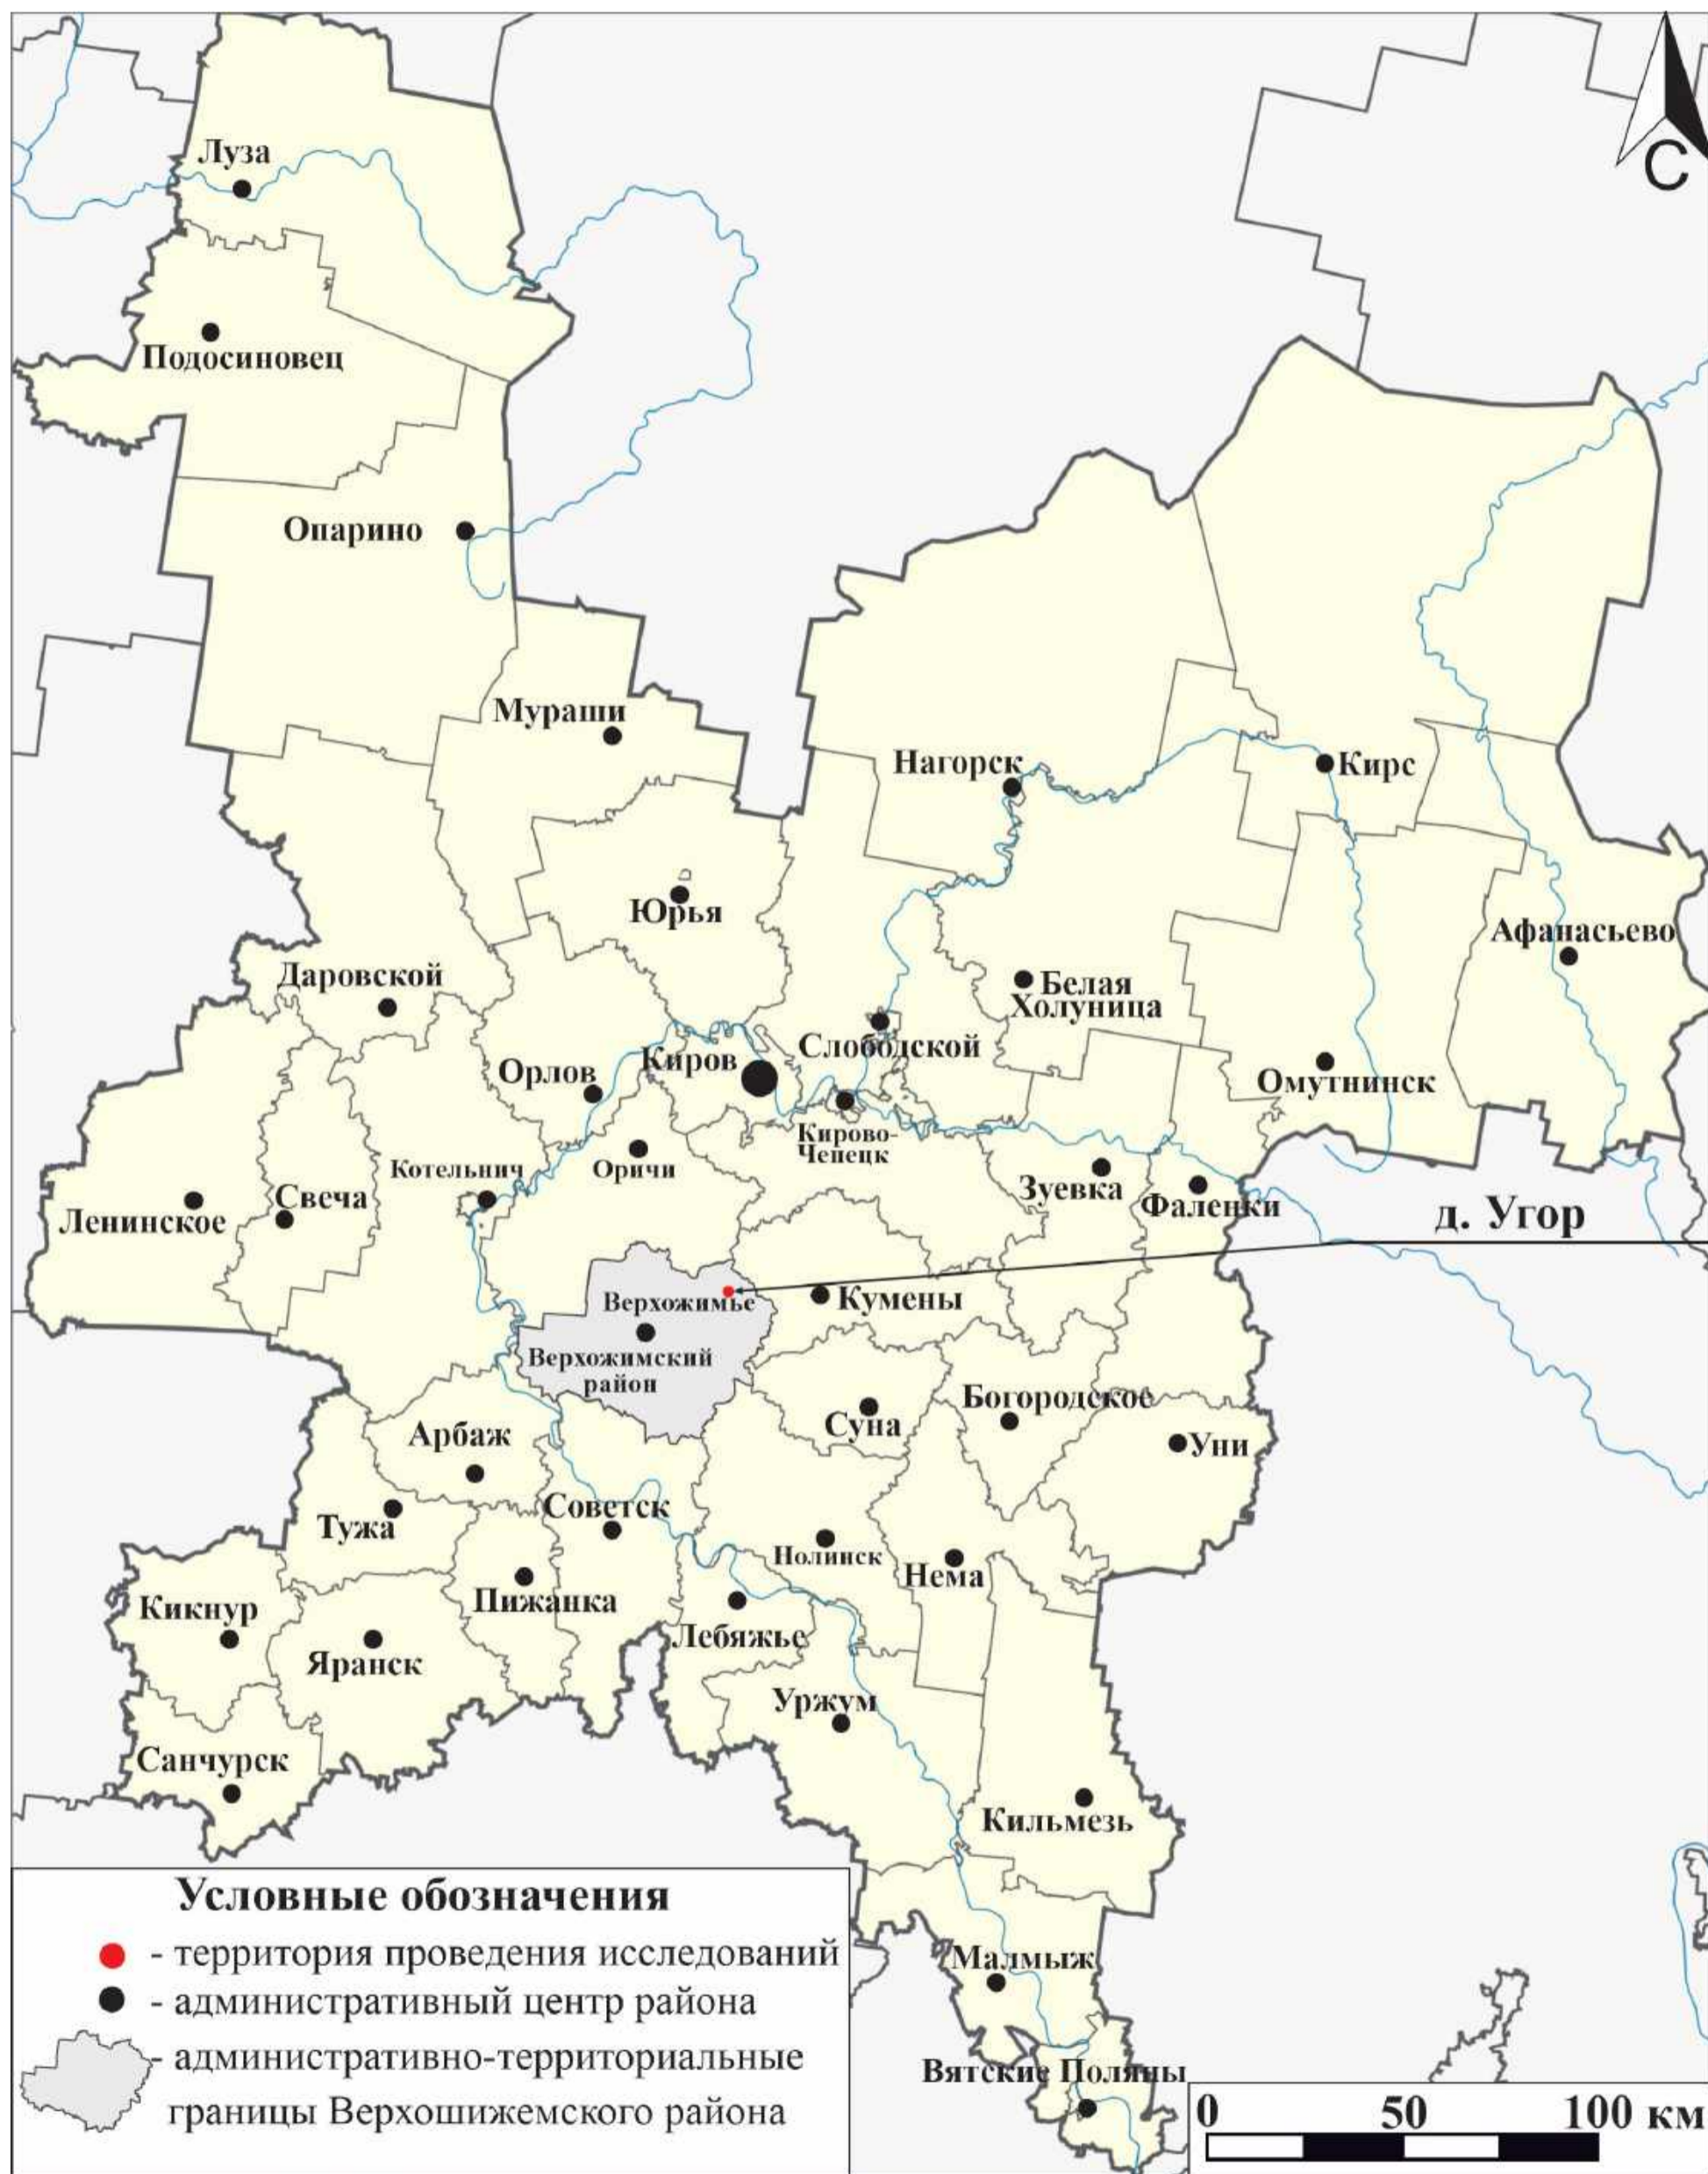 С
Луза
Подосиновец
Опарино
Мураши
Нагорск
Кирс
Юрья
Афанасьево
Даровской
Белая
Холуница
Слободской
Киров
Орлов
Омутнинск
Кирово-
Чепецк
Котельнич
Оричи
Зуевка
Фаленки
Свеча
Ленинское
д. Угор
Верхожимье
Кумены
Верхожимский
район
Богородское
Суна
Арбаж
Уни
Советск
Тужа
Нолинск
Нема
Пижанка
Кикнур
Лебяжье
Яранск
Уржум
Санчурск
Кильмезь
Малмыж
Вятские Поляны
Условные обозначения
- территория проведения исследований
- административный центр района
- административно-территориальные
границы Верхошижемского района
0 50 100 км